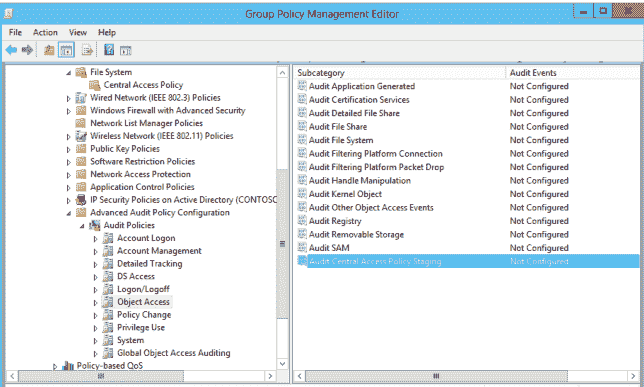 Group Policy Management Editor
File Action View Help
File System
Central Access Policy
Wired Network (IEEE 802.3) Policies
Windows Firewall with Advanced Security
Network List Manager Policies
Wireless Network (IEEE 802.11) Policies
Public Key Policies
Software Restriction Policies
Network Access Protection
Application Control Policies
IP Security Policies on Active Directory (CONTOSC
Advanced Audit Policy Configuration
Audit Policies
Account Logon
Account Management
Detailed Tracking
DS Access
Logon/Logoff
Object Access
Policy Change
Privilege Use
System
Global Object Access Auditing
Policy-based QoS
Subcategory Audit Events
Audit Application Generated Not Configured
Audit Certification Services Not Configured
Audit Detailed File Share Not Configured
Audit File Share Not Configured
Audit File System Not Configured
Audit Filtering Platform Connection Not Configured
Audit Filtering Platform Packet Drop Not Configured
Audit Handle Manipulation Not Configured
Audit Kernel Object Not Configured
Audit Other Object Access Events Not Configured
Audit Registry Not Configured
Audit Removable Storage Not Configured
Audit SAM Not Configured
Audit Central Access Policy Staging Not Configured